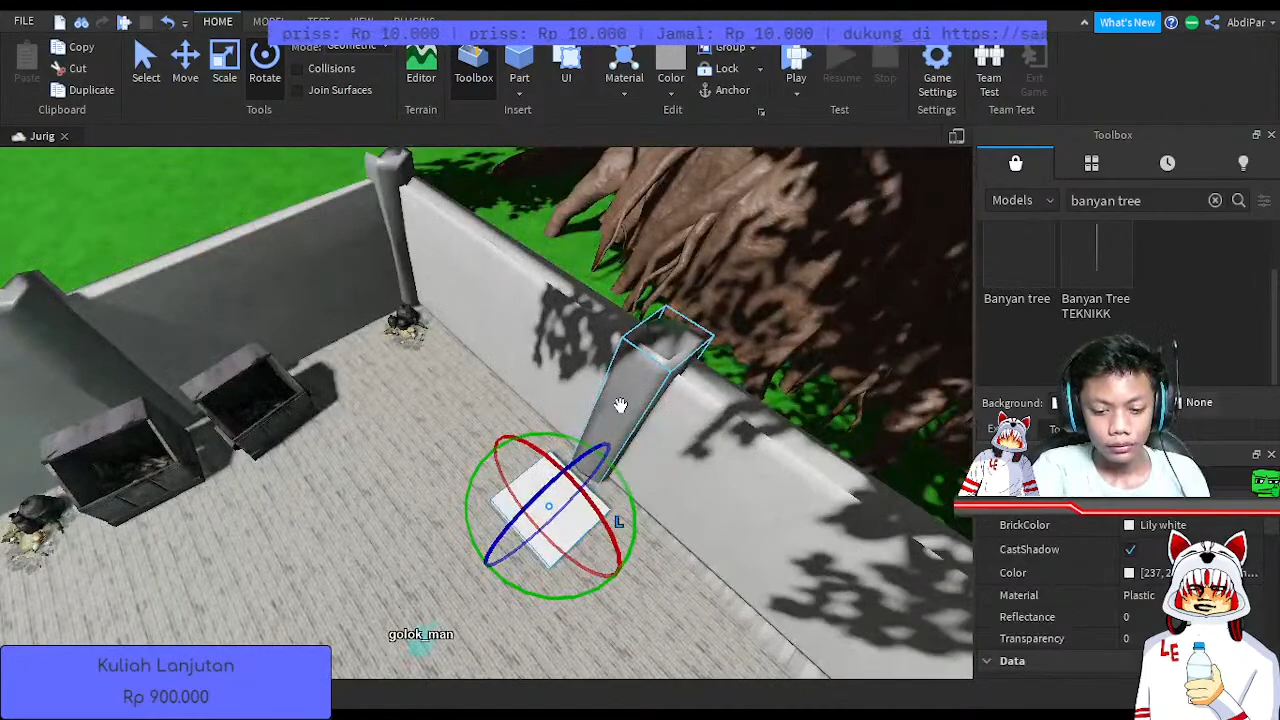 FILE HOME MODEL TEST VIEW PLUGINS What's New AbdiPar
priss: Rp 10.000 | priss: Rp 10.000 | Jamal: Rp 10.000 | dukung di https://
Copy Mode: Geometric Group
Cut Collisions Lock
Duplicate Join Surfaces Anchor
Paste Select Move Scale Rotate Editor Toolbox Part UI Material Color Play Resume Stop Game Settings Team Test Exit Game
Clipboard Tools Terrain Insert Edit Test Settings Team Test
Jurig
Toolbox
Models banyan tree
Banyan tree
Banyan Tree
TEKNIKK
Background: None
L
BrickColor Lily white
CastShadow
Color [237,
Material Plastic
Reflectance 0
Transparency 0
Data
golok_man
Kuliah Lanjutan
Rp 900.000
LE
LE